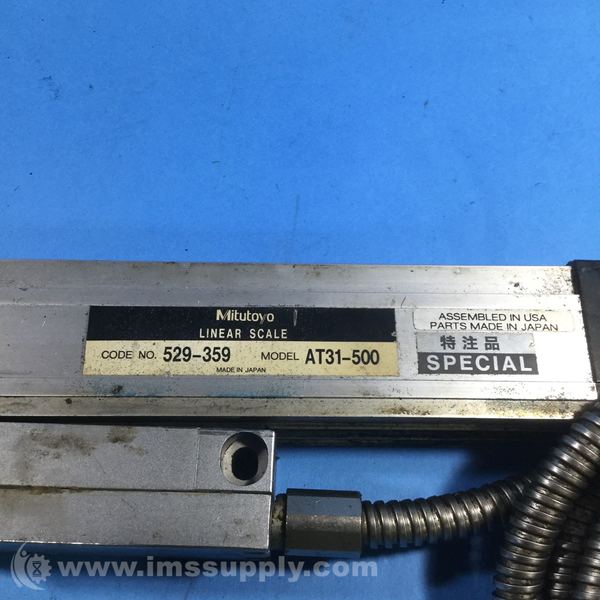 Mitutoyo
LINEAR SCALE
CODE NO. 529-359 MODEL AT31-500
MADE IN JAPAN
ASSEMBLED IN USA
PARTS MADE IN JAPAN
特注品
SPECIAL
www.imssupply.com